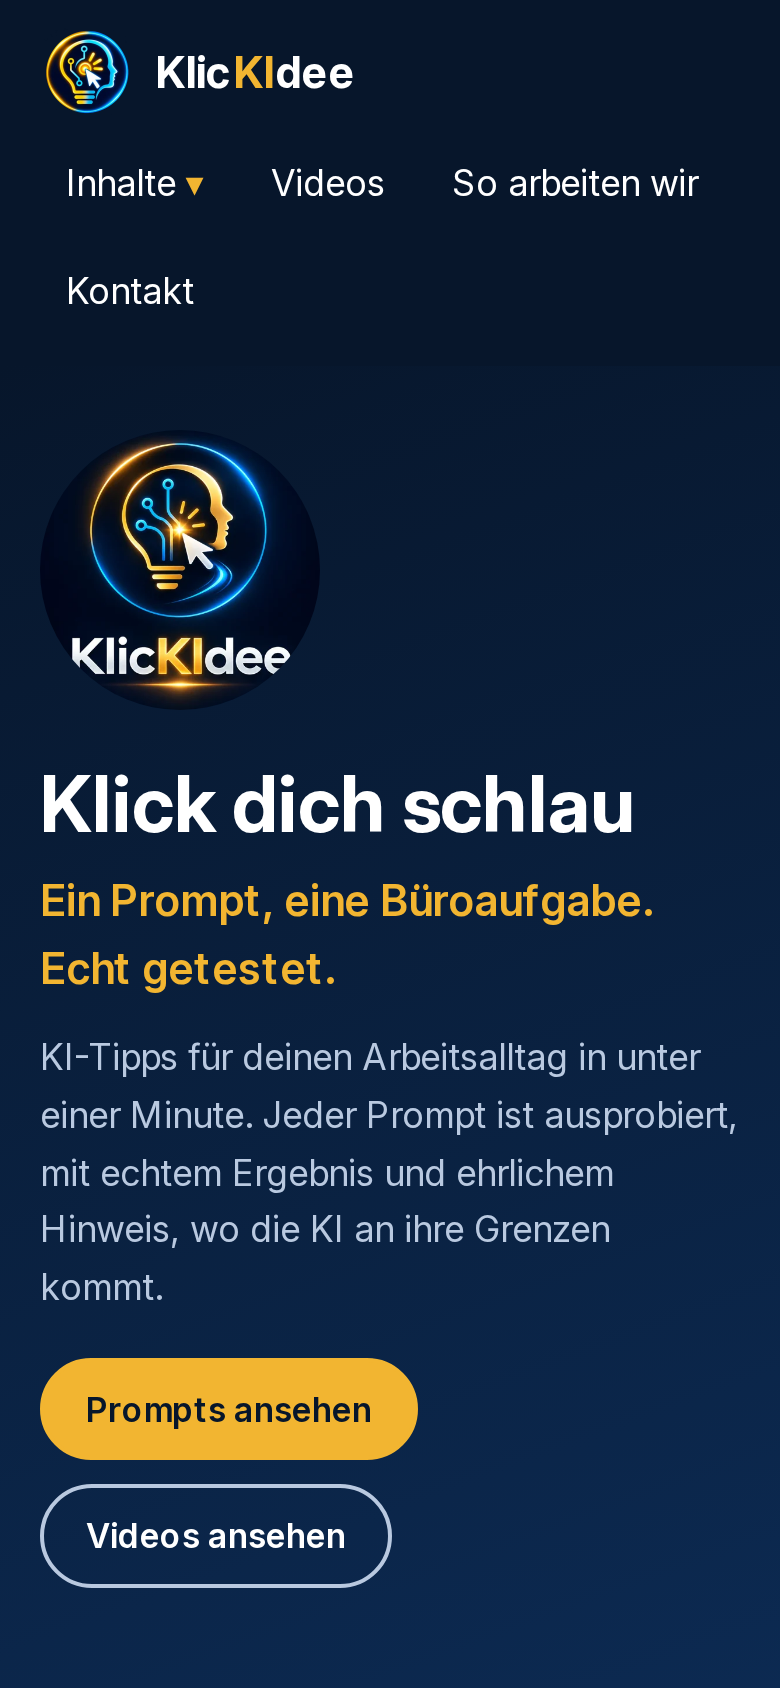 KlicKIdee
Inhalte ▾ Videos So arbeiten wir
Kontakt
KlicKIdee
Klick dich schlau
Ein Prompt, eine Büroaufgabe.
Echt getestet.
KI-Tipps für deinen Arbeitsalltag in unter
einer Minute. Jeder Prompt ist ausprobiert,
mit echtem Ergebnis und ehrlichem
Hinweis, wo die KI an ihre Grenzen
kommt.
Prompts ansehen
Videos ansehen